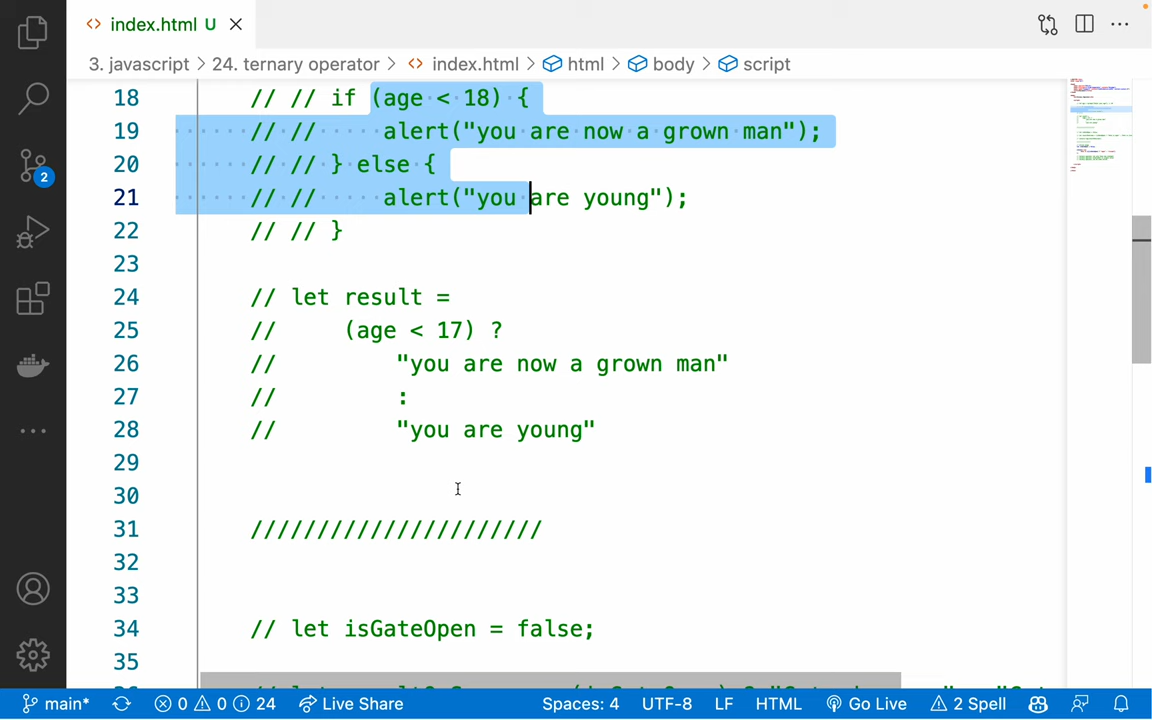 index.html U
3. javascript > 24. ternary operator > index.html > html > body > script
18 // // if (age < 18) {
19 // // alert("you are now a grown man");
20 // // } else {
21 // // alert("you are young");
22 // // }
23
24 // let result =
25 // (age < 17) ?
26 // "you are now a grown man"
27 // :
28 // "you are young"
29
30
31 //////////////////////
32
33
34 // let isGateOpen = false;
35
2
main* 0 0 24 Live Share Spaces: 4 UTF-8 LF HTML Go Live 2 Spell